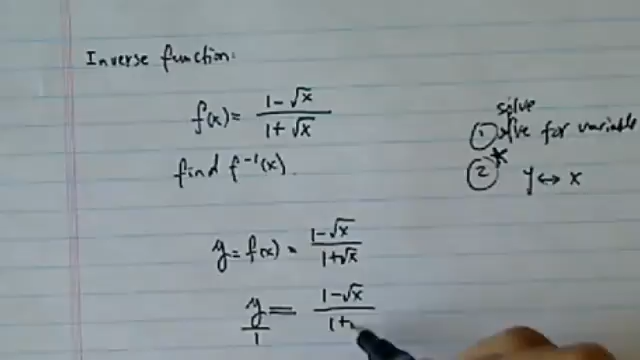 Inverse function:
f(x) = (1 - √x) / (1 + √x)
find f⁻¹(x).
solve
① solve for variable
② * y ↔ x
y = f(x) = (1 - √x) / (1 + √x)
y/1 = (1 - √x) / (1 +